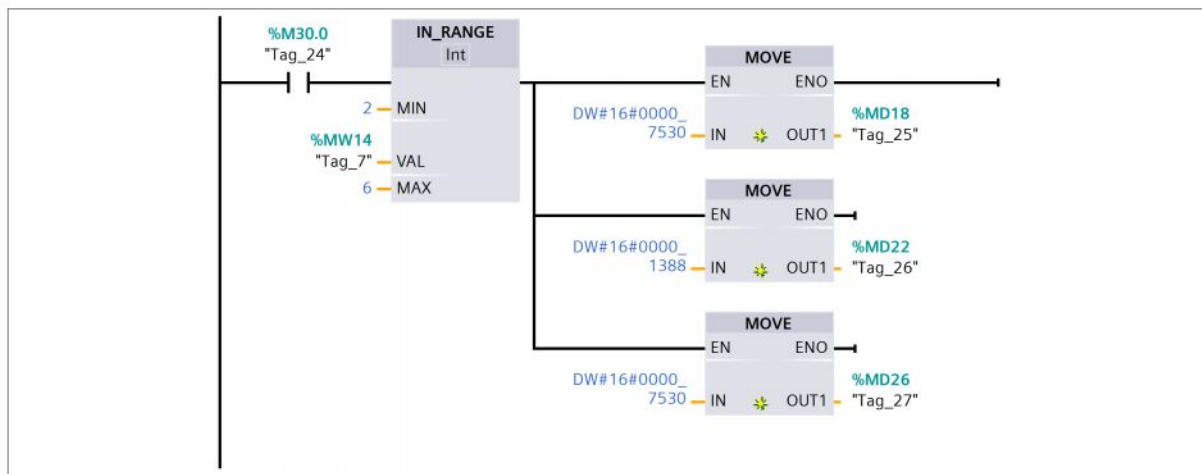 %M30.0
"Tag_24"
IN_RANGE
Int
2 MIN
%MW14
"Tag_7" VAL
6 MAX
MOVE
EN ENO
DW#16#0000_
7530 IN OUT1
%MD18
"Tag_25"
MOVE
EN ENO
DW#16#0000_
1388 IN OUT1
%MD22
"Tag_26"
MOVE
EN ENO
DW#16#0000_
7530 IN OUT1
%MD26
"Tag_27"